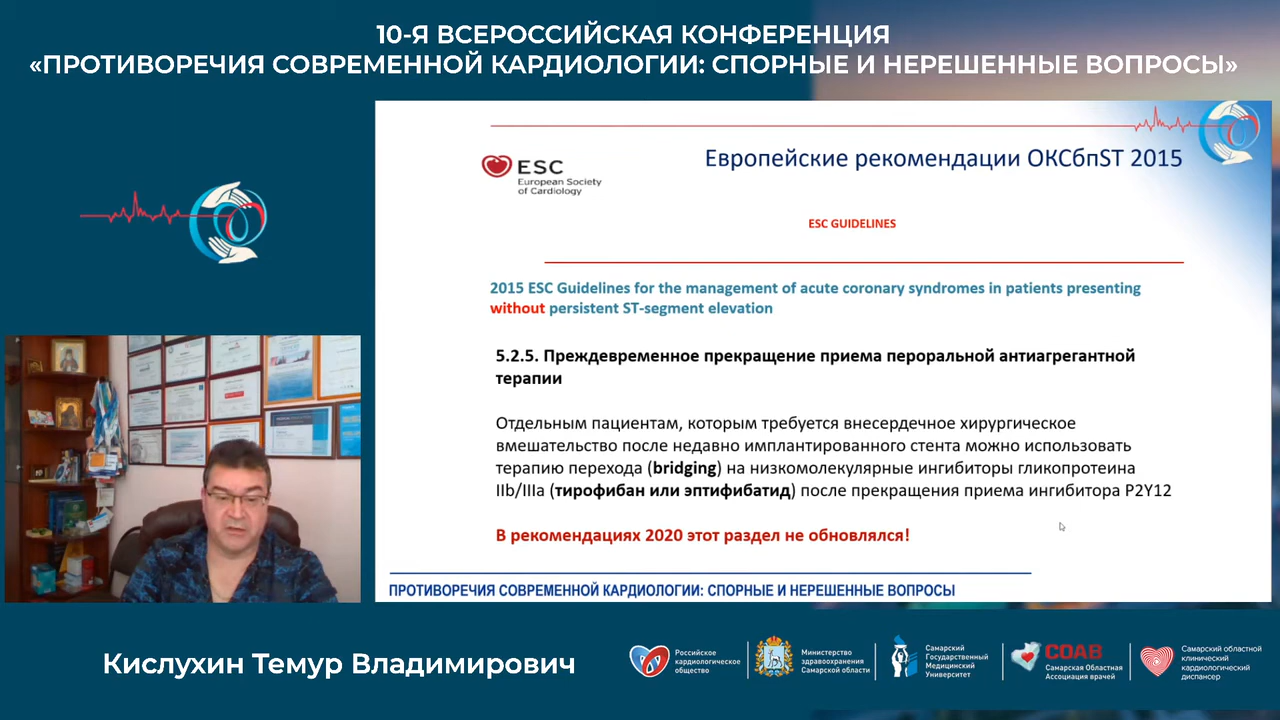 10-Я ВСЕРОССИЙСКАЯ КОНФЕРЕНЦИЯ
«ПРОТИВОРЕЧИЯ СОВРЕМЕННОЙ КАРДИОЛОГИИ: СПОРНЫЕ И НЕРЕШЕННЫЕ ВОПРОСЫ»
ESC
European Society
of Cardiology
Европейские рекомендации ОКСбпST 2015
ESC GUIDELINES
2015 ESC Guidelines for the management of acute coronary syndromes in patients presenting
without persistent ST-segment elevation
5.2.5. Преждевременное прекращение приема пероральной антиагрегантной
терапии
Отдельным пациентам, которым требуется внесердечное хирургическое
вмешательство после недавно имплантированного стента можно использовать
терапию перехода (bridging) на низкомолекулярные ингибиторы гликопротеина
IIb/IIIa (тирофибан или эптифибатид) после прекращения приема ингибитора P2Y12
В рекомендациях 2020 этот раздел не обновлялся!
ПРОТИВОРЕЧИЯ СОВРЕМЕННОЙ КАРДИОЛОГИИ: СПОРНЫЕ И НЕРЕШЕННЫЕ ВОПРОСЫ
Кислухин Темур Владимирович
Российское
кардиологическое
общество
Министерство
здравоохранения
Самарской области
Самарский
Государственный
Медицинский
Университет
СОАВ
Самарская Областная
Ассоциация врачей
Самарский областной
клинический
кардиологический
диспансер